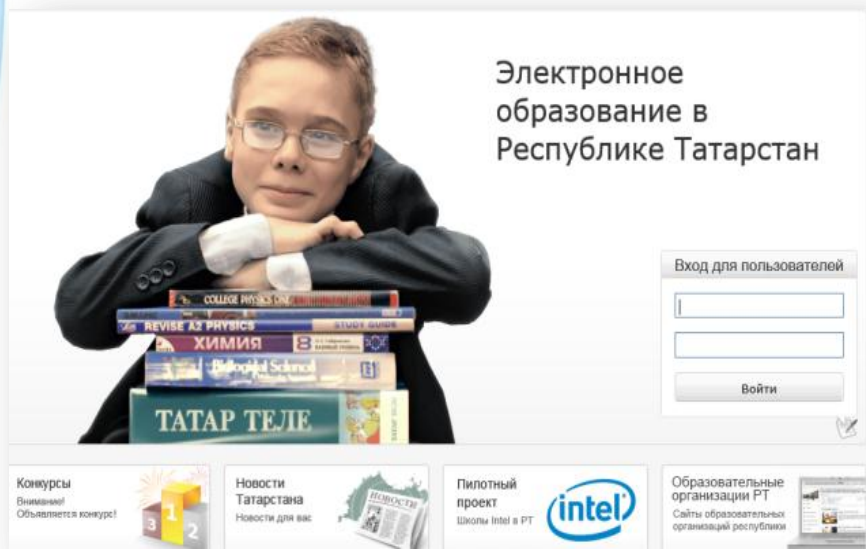 Электронное
образование в
Республике Татарстан
Вход для пользователей
Войти
COLLEGE PHYSICS ONE
REVISE A2 PHYSICS STUDY GUIDE
ХИМИЯ 8
Biological Science
ТАТАР ТЕЛЕ
Конкурсы
Внимание!
Объявляется конкурс!
3 1 2
Новости
Татарстана
Новости для вас
НОВОСТИ
Пилотный
проект
Школы Intel в РТ
intel
Образовательные
организации РТ
Сайты образовательных
организаций республики